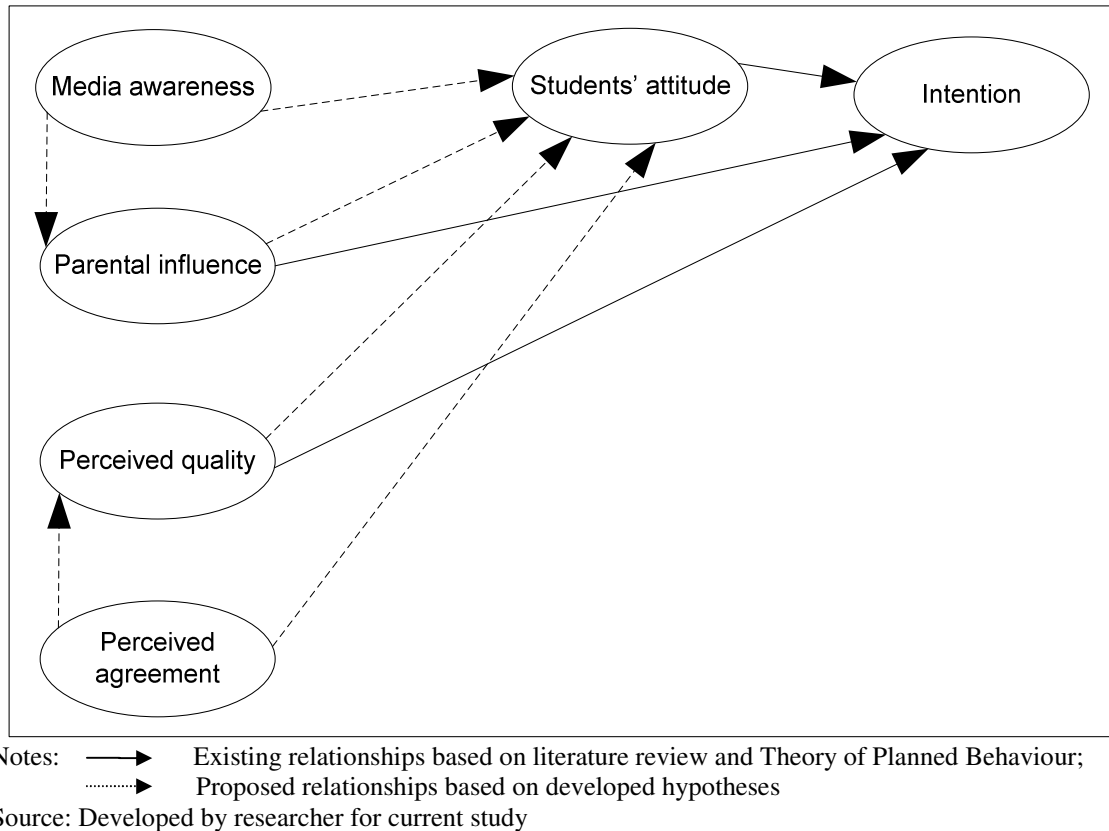 Media awareness
Students' attitude
Intention
Parental influence
Perceived quality
Perceived
agreement
Notes: Existing relationships based on literature review and Theory of Planned Behaviour;
Proposed relationships based on developed hypotheses
Source: Developed by researcher for current study